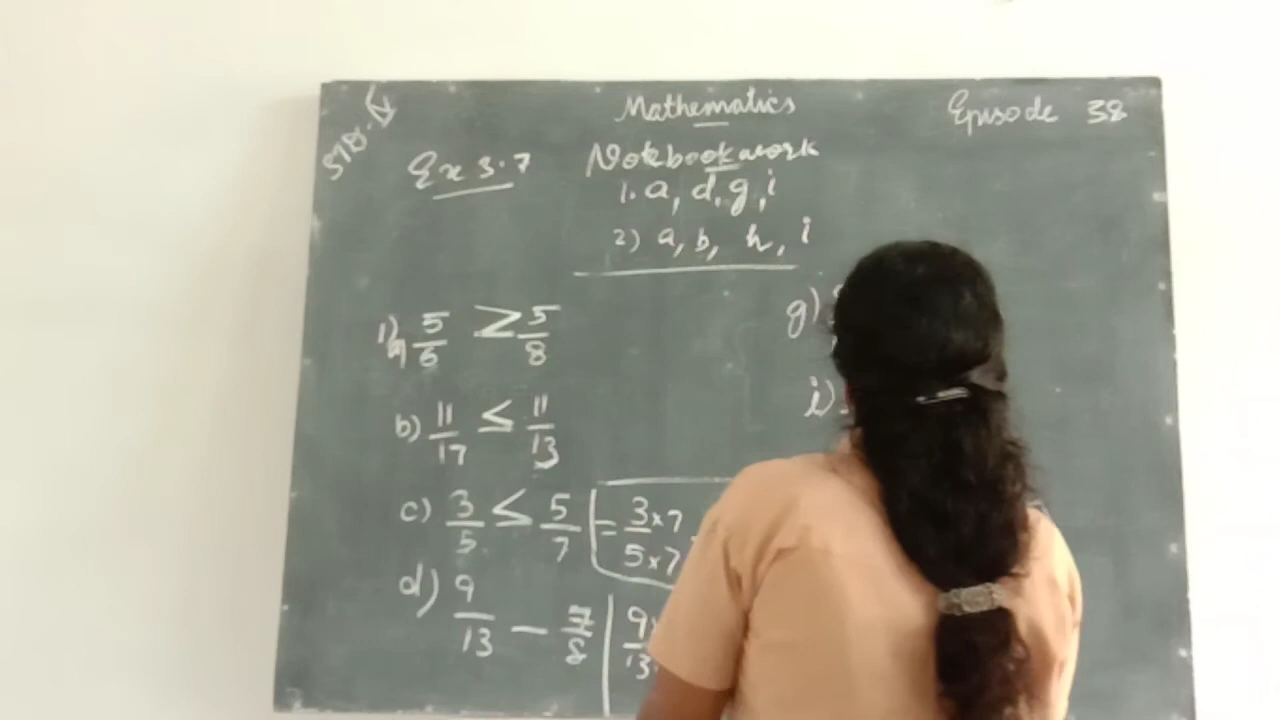 STD. V
Mathematics
Episode 38
Ex 3.7
Notebook work
1. a, d, g, i
2) a, b, h, i
1) a) 5/6 ≥ 5/8
b) 11/17 ≤ 11/13
c) 3/5 ≤ 5/7 = 3×7/5×7
d) 9/13 – 7/8 9/13
g)
i)